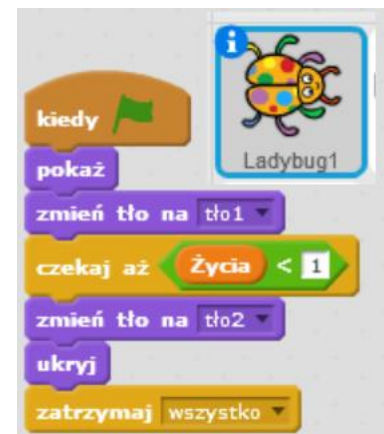 kiedy
pokaż
zmień tło na tło1
czekaj aż Życia < 1
zmień tło na tło2
ukryj
zatrzymaj wszystko
i
Ladybug1